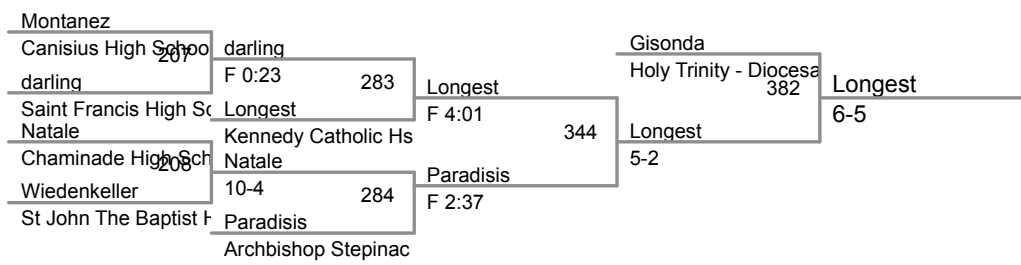 Montanez
Canisius High Schoo
207
darling
Saint Francis High Sc
Natale
Chaminade High Sch
208
Wiedenkeller
St John The Baptist H
darling
F 0:23
283
Longest
Kennedy Catholic Hs
Natale
10-4
284
Paradisis
Archbishop Stepinac
Longest
F 4:01
344
Paradisis
F 2:37
Gisonda
Holy Trinity - Diocesa
382
Longest
5-2
Longest
6-5